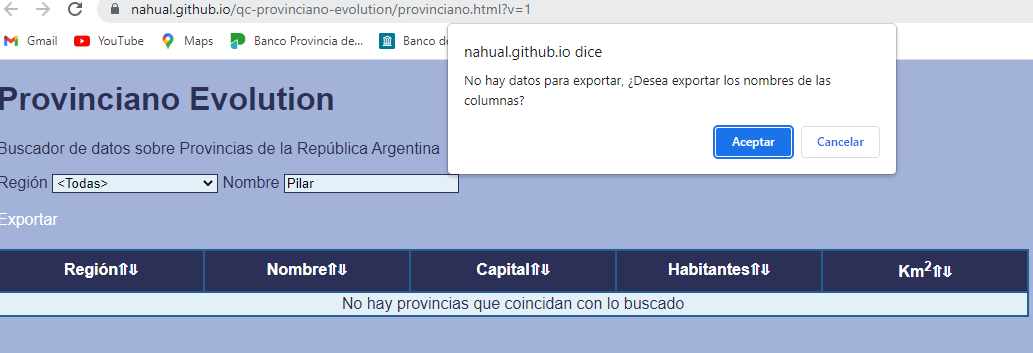 nahual.github.io/qc-provinciano-evolution/provinciano.html?v=1
Gmail YouTube Maps Banco Provincia de... Banco de
nahual.github.io dice
No hay datos para exportar, ¿Desea exportar los nombres de las
columnas?
Aceptar Cancelar
Provinciano Evolution
Buscador de datos sobre Provincias de la República Argentina
Región <Todas> Nombre Pilar
Exportar
Región⇑⇓ Nombre⇑⇓ Capital⇑⇓ Habitantes⇑⇓ Km²⇑⇓
No hay provincias que coincidan con lo buscado